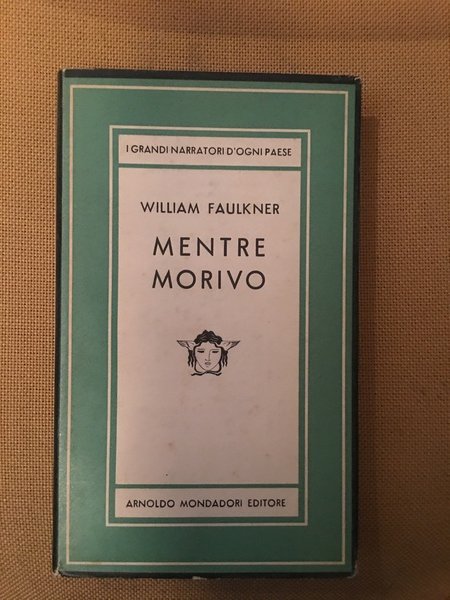 I GRANDI NARRATORI D'OGNI PAESE
WILLIAM FAULKNER
MENTRE
MORIVO
ARNOLDO MONDADORI EDITORE